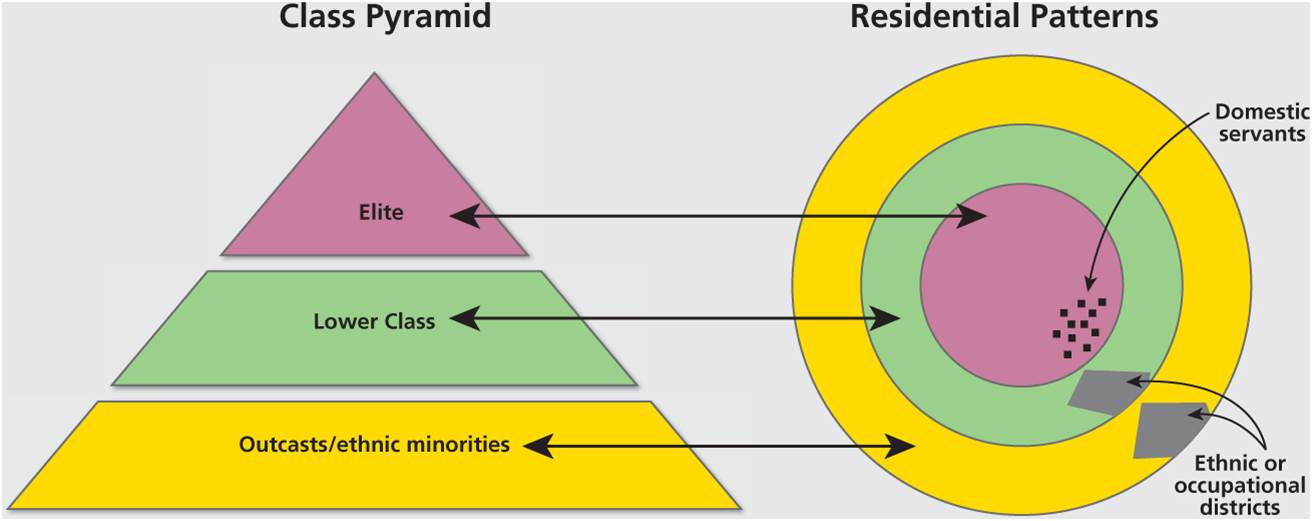 Class Pyramid
Residential Patterns
Domestic
servants
Elite
Lower Class
Outcasts/ethnic minorities
Ethnic or
occupational
districts